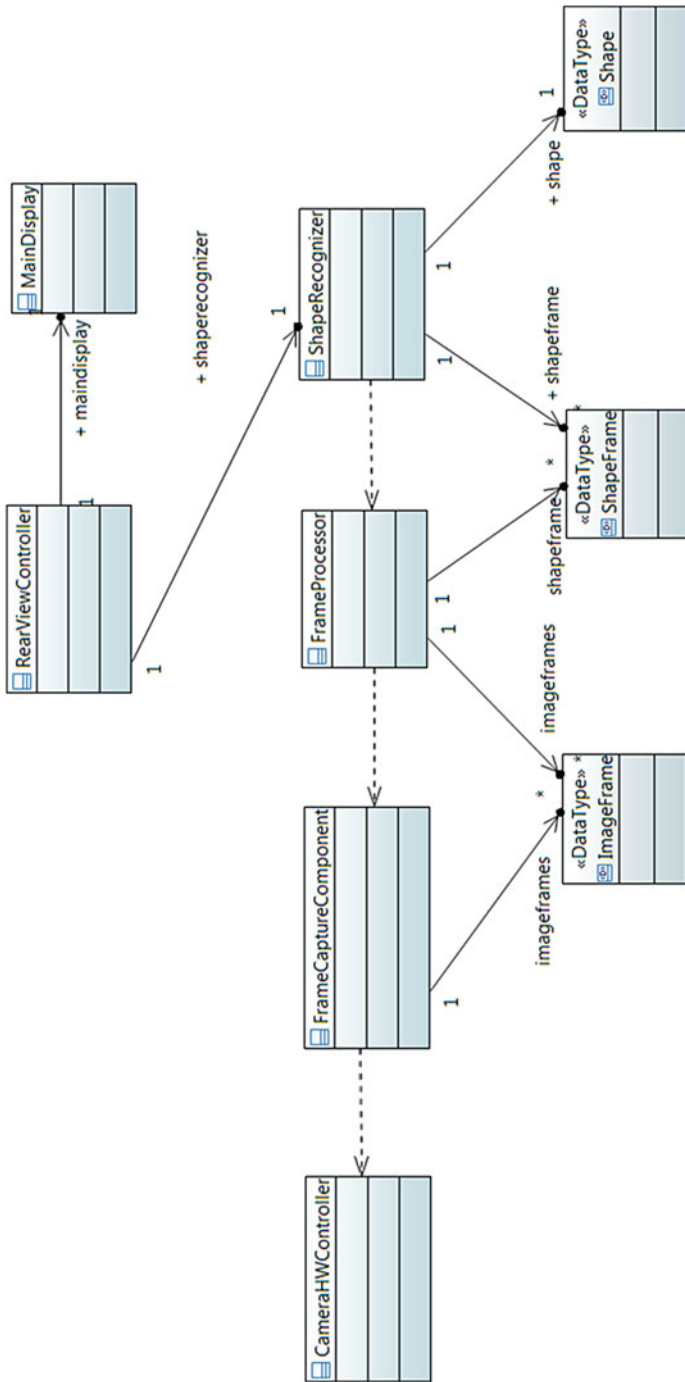 RearViewController
1
1
+ maindisplay
1
MainDisplay
1
+ shaperecognizer
1
CameraHWController
FrameCaptureComponent
1
FrameProcessor
1
1
ShapeRecognizer
1
1
imageframes
*
imageframes
*
shapeframe
*
+ shapeframe
*
+ shape
1
«DataType»
ImageFrame
«DataType»
ShapeFrame
«DataType»
Shape